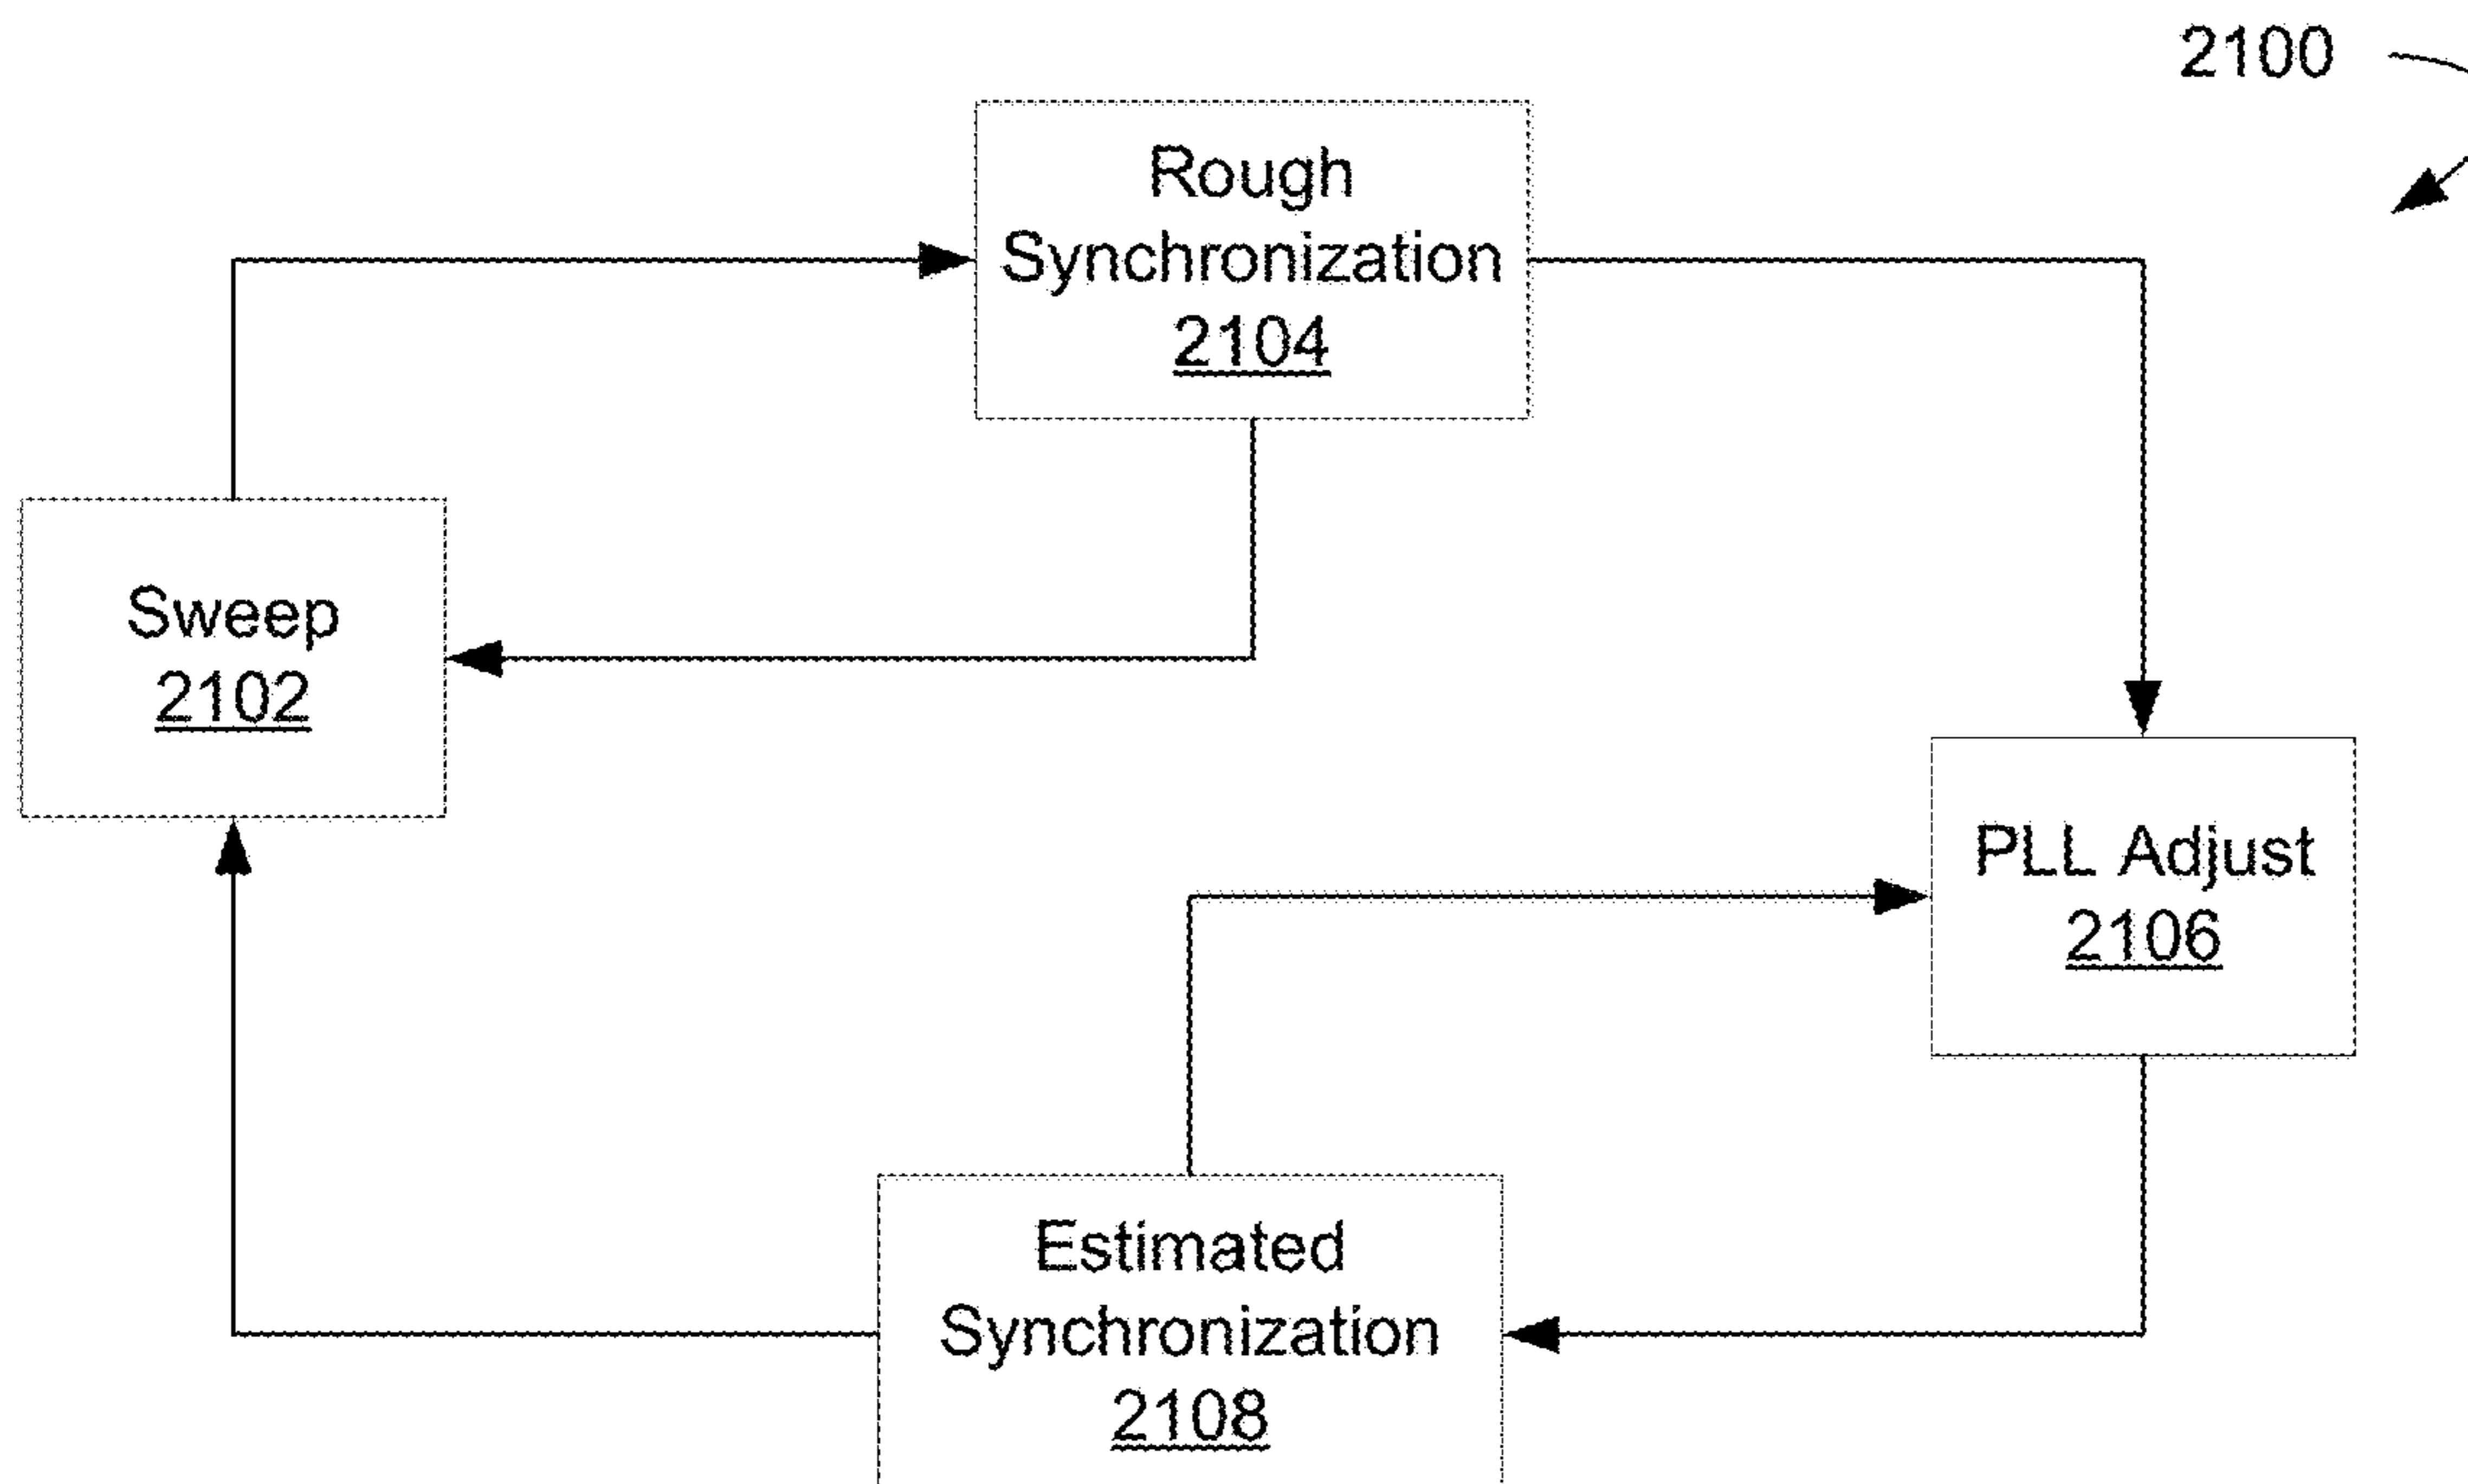 2100
Rough
Synchronization
2104
Sweep
2102
PLL Adjust
2106
Estimated
Synchronization
2108